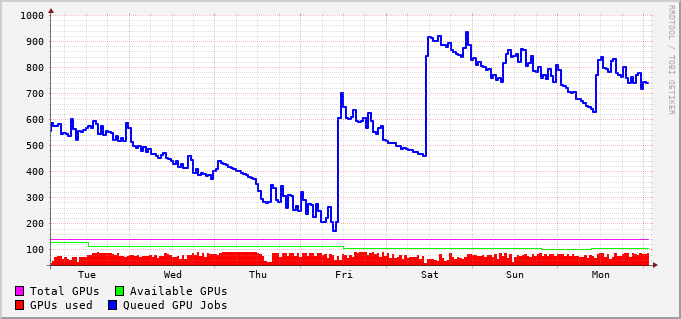 1000
900
800
700
600
500
400
300
200
100
Tue Wed Thu Fri Sat Sun Mon
Total GPUs Available GPUs
GPUs used Queued GPU Jobs
RRDTOOL / TOBI OETIKER